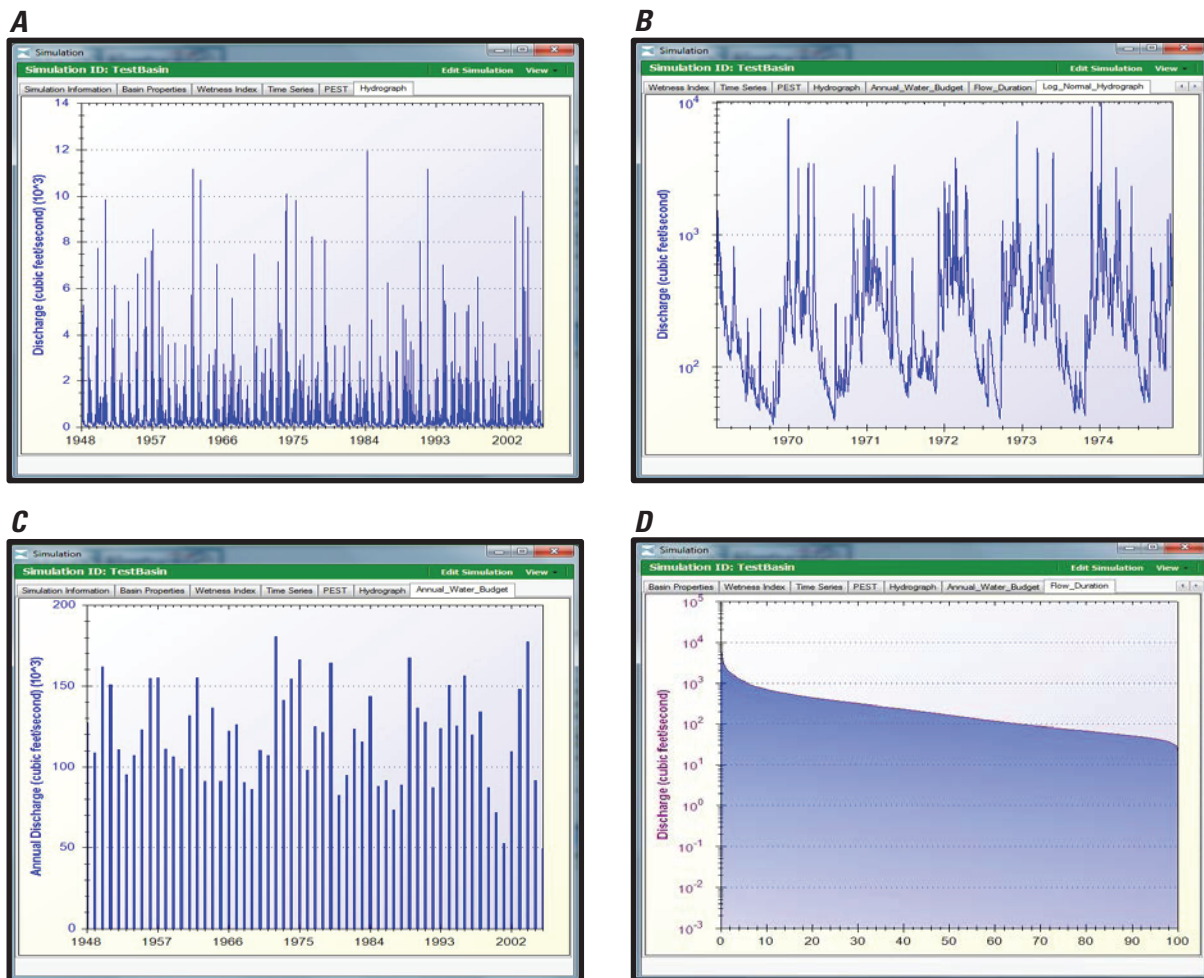 A
Simulation
Simulation ID: TestBasin Edit Simulation View
Simulation Information Basin Properties Wetness Index Time Series PEST Hydrograph
Discharge (cubic feet/second) (10^3)
14
12
10
8
6
4
2
0
1948 1957 1966 1975 1984 1993 2002
B
Simulation
Simulation ID: TestBasin Edit Simulation View
Wetness Index Time Series PEST Hydrograph Annual_Water_Budget Flow_Duration Log_Normal_Hydrograph
Discharge (cubic feet/second)
10^4
10^3
10^2
1970 1971 1972 1973 1974
C
Simulation
Simulation ID: TestBasin Edit Simulation View
Simulation Information Basin Properties Wetness Index Time Series PEST Hydrograph Annual_Water_Budget
Annual Discharge (cubic feet/second) (10^3)
200
150
100
50
0
1948 1957 1966 1975 1984 1993 2002
D
Simulation
Simulation ID: TestBasin Edit Simulation View
Basin Properties Wetness Index Time Series PEST Hydrograph Annual_Water_Budget Flow_Duration
Discharge (cubic feet/second)
10^5
10^4
10^3
10^2
10^1
10^0
10^-1
10^-2
10^-3
0 10 20 30 40 50 60 70 80 90 100